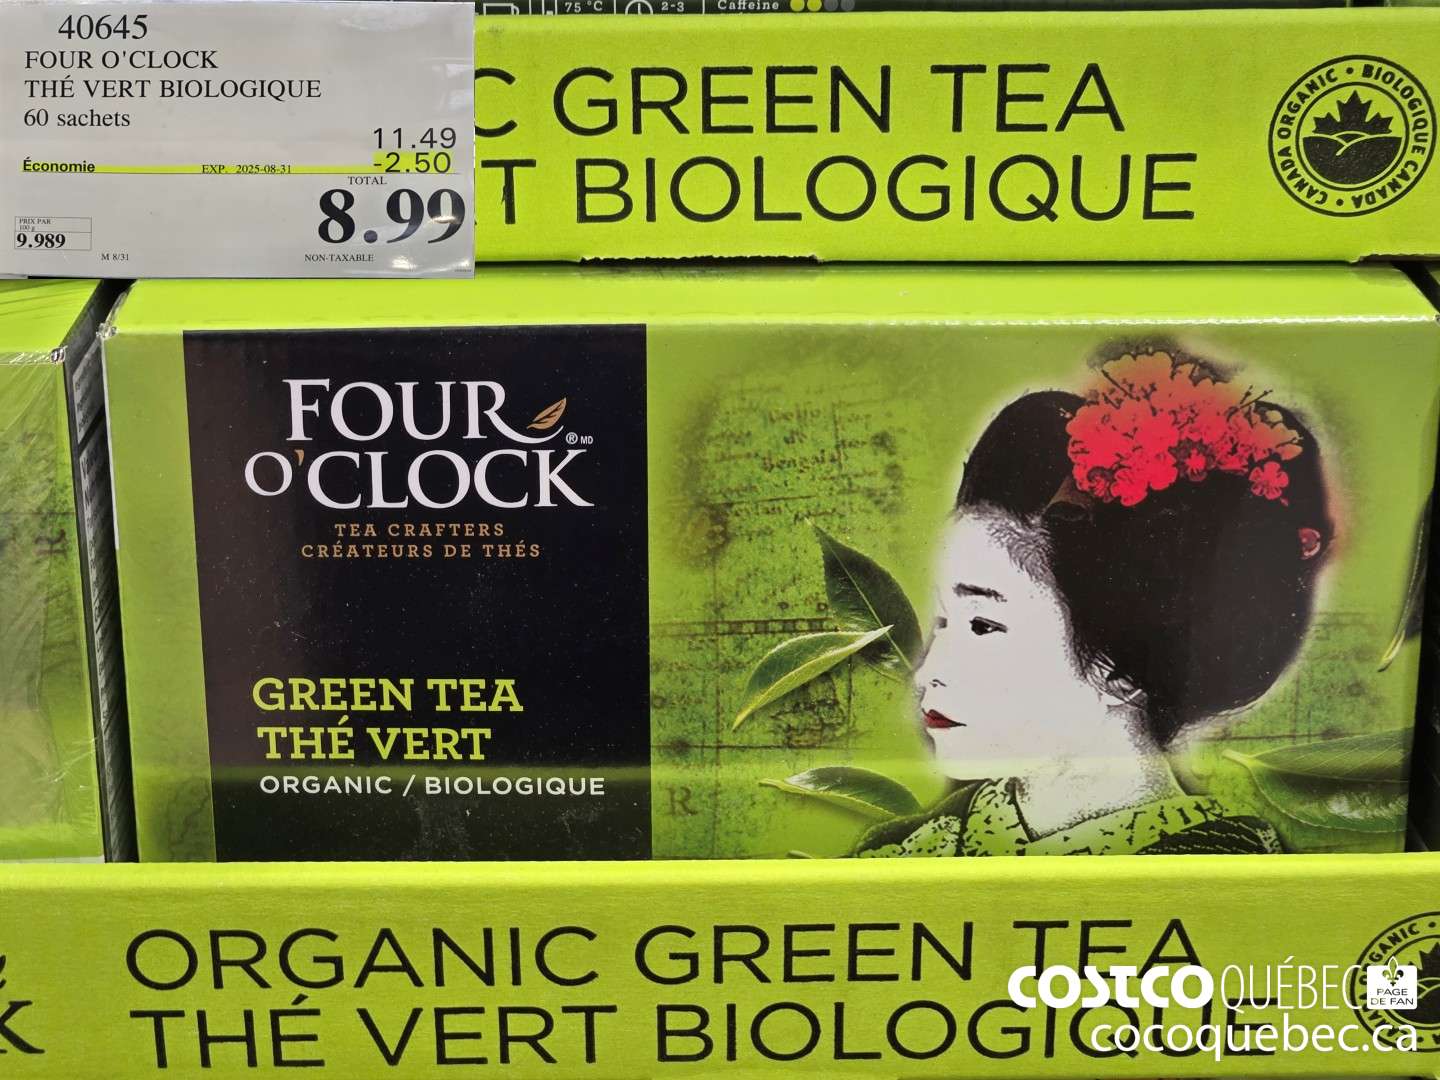 75 °C 2-3 Caffeine
40645
FOUR O'CLOCK
THÉ VERT BIOLOGIQUE
60 sachets
11.49
Économie EXP. 2025-08-31 -2.50
TOTAL
8.99
PRIX PAR
100 g
9.989
M 8/31 NON-TAXABLE
C GREEN TEA
T BIOLOGIQUE
CANADA ORGANIC • BIOLOGIQUE CANADA •
FOUR
O'CLOCK
® MD
TEA CRAFTERS
CRÉATEURS DE THÉS
GREEN TEA
THÉ VERT
ORGANIC / BIOLOGIQUE
Bengala
R
ORGANIC GREEN TEA
THÉ VERT BIOLOGIQUE
K
GANIC •
COSTCO QUÉBEC
PAGE
DE FAN
cocoquebec.ca